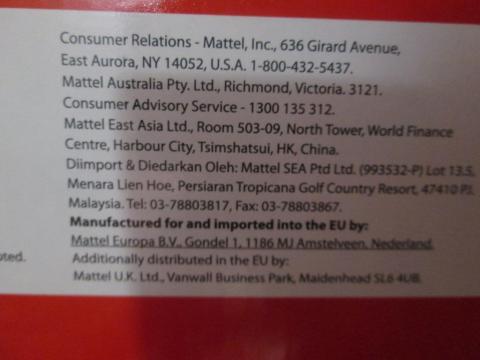 Consumer Relations - Mattel, Inc., 636 Girard Avenue,
East Aurora, NY 14052, U.S.A. 1-800-432-5437.
Mattel Australia Pty. Ltd., Richmond, Victoria. 3121.
Consumer Advisory Service - 1300 135 312.
Mattel East Asia Ltd., Room 503-09, North Tower, World Finance
Centre, Harbour City, Tsimshatsui, HK, China.
Diimport & Diedarkan Oleh: Mattel SEA Ptd Ltd. (993532-P) Lot 13.5,
Menara Lien Hoe, Persiaran Tropicana Golf Country Resort, 47410 PJ.
Malaysia. Tel: 03-78803817, Fax: 03-78803867.
Manufactured for and imported into the EU by:
Mattel Europa B.V., Gondel 1, 1186 MJ Amstelveen, Nederland.
Additionally distributed in the EU by:
Mattel U.K. Ltd., Vanwall Business Park, Maidenhead SL6 4UB.